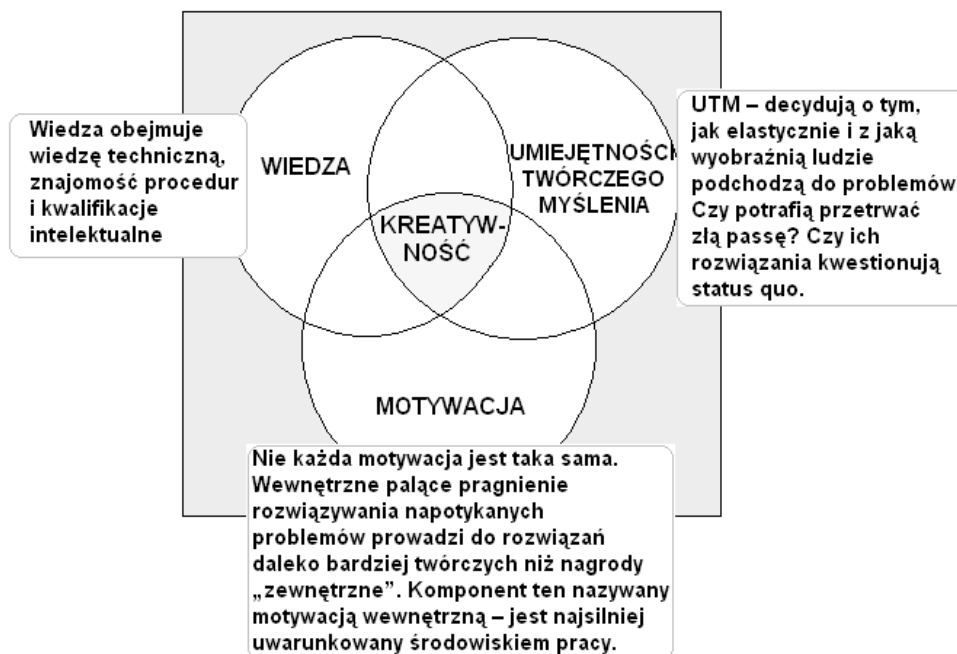 Wiedza obejmuje
wiedzę techniczną,
znajomość procedur
i kwalifikacje
intelektualne
WIEDZA
UMIEJĘTNOŚCI
TWÓRCZEGO
MYŚLENIA
KREATYW-
NOŚĆ
UTM – decydują o tym,
jak elastycznie i z jaką
wyobraźnią ludzie
podchodzą do problemów
Czy potrafią przetrwać
złą passę? Czy ich
rozwiązania kwestionują
status quo.
MOTYWACJA
Nie każda motywacja jest taka sama.
Wewnętrzne palące pragnienie
rozwiązywania napotykanych
problemów prowadzi do rozwiązań
daleko bardziej twórczych niż nagrody
„zewnętrzne”. Komponent ten nazywany
motywacją wewnętrzną – jest najsilniej
uwarunkowany środowiskiem pracy.